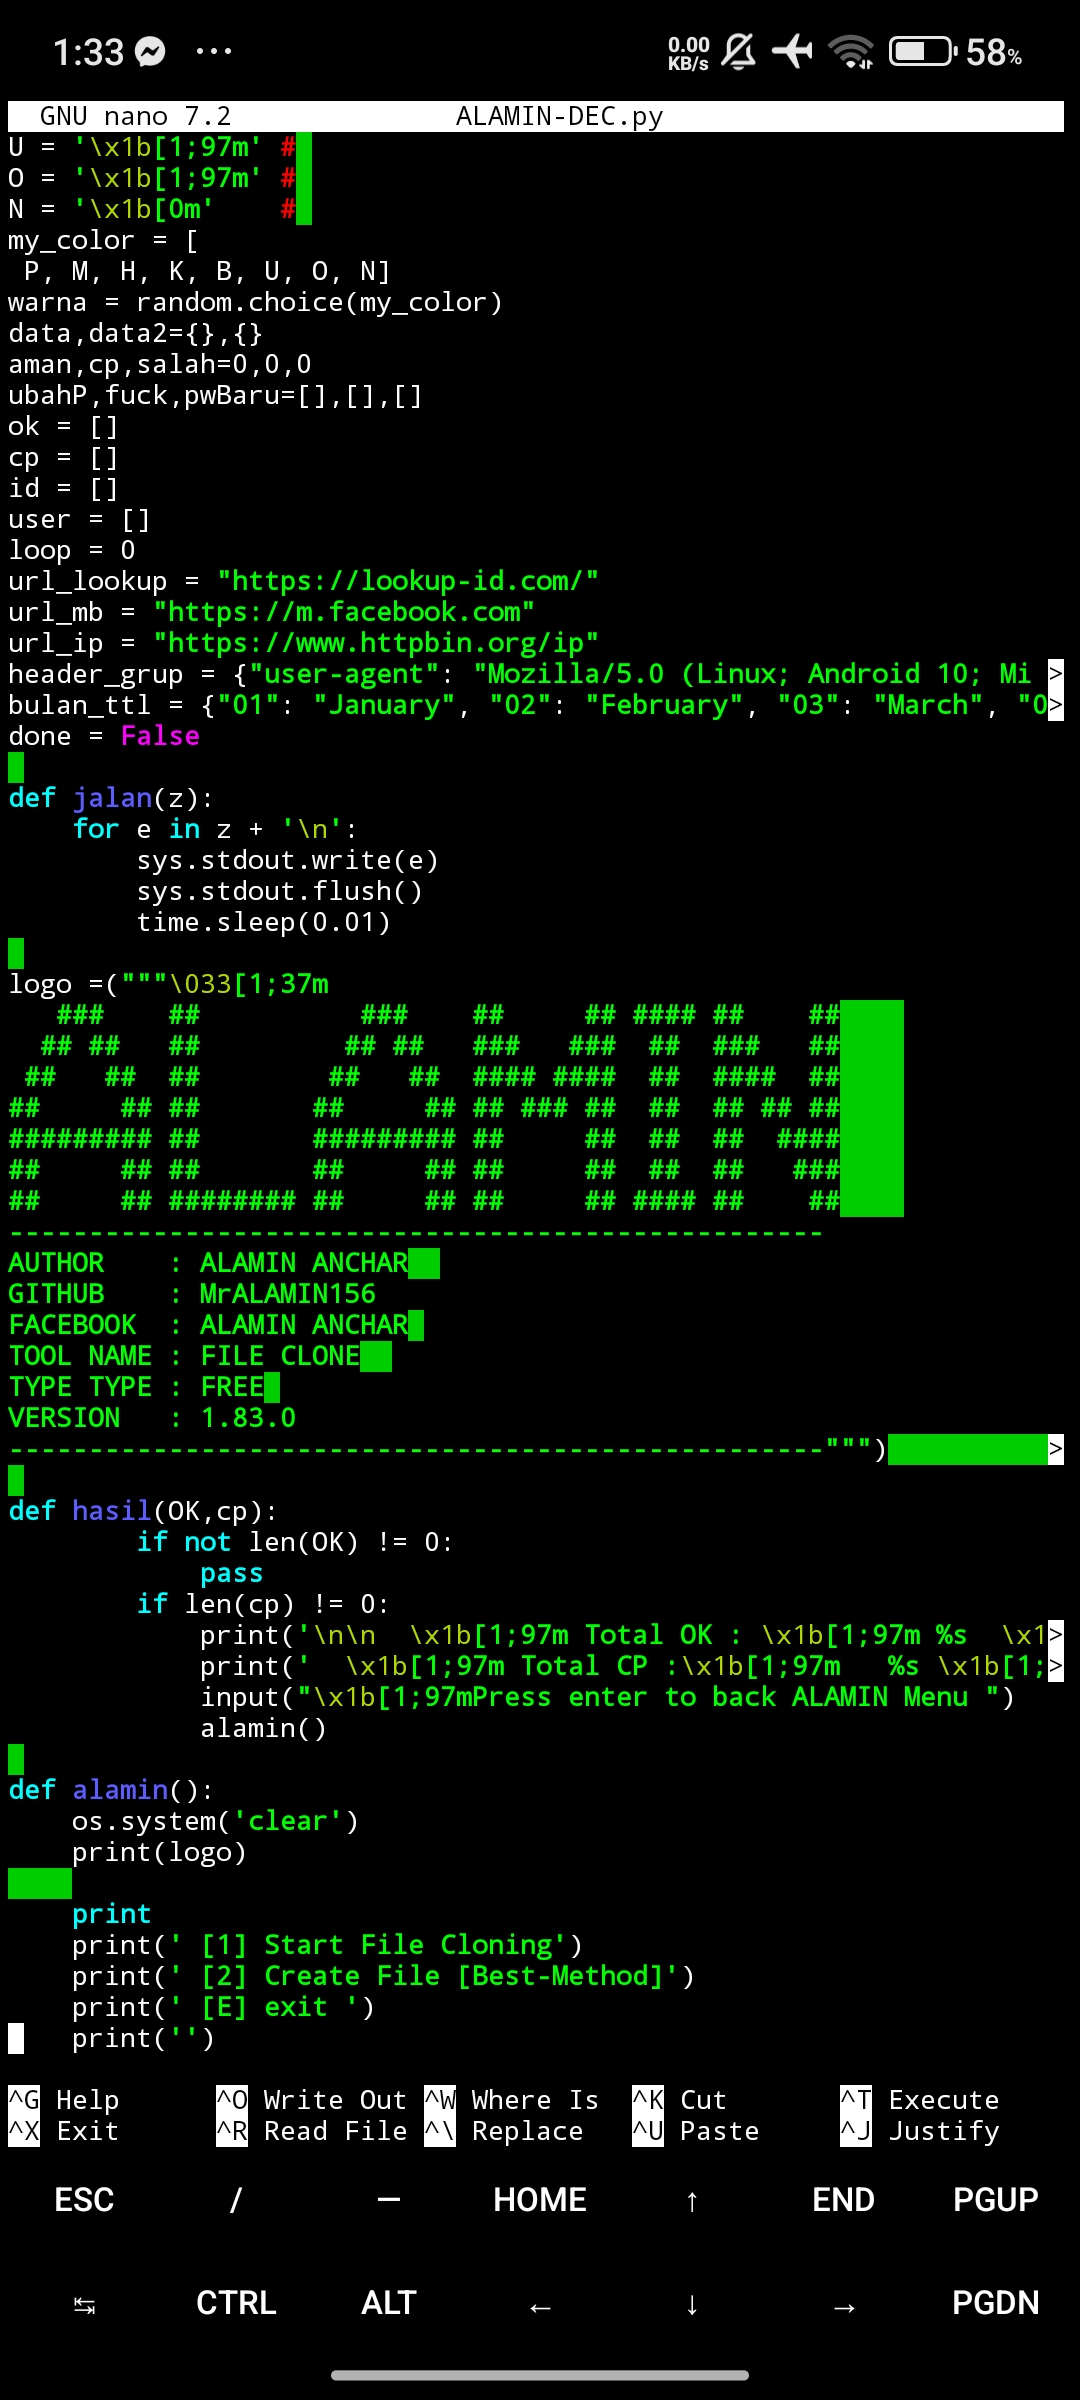 1:33 ... 0.00 KB/s 58%
GNU nano 7.2 ALAMIN-DEC.py
U = '\x1b[1;97m' #
O = '\x1b[1;97m' #
N = '\x1b[0m'    #
my_color = [
 P, M, H, K, B, U, O, N]
warna = random.choice(my_color)
data,data2={},{}
aman,cp,salah=0,0,0
ubahP,fuck,pwBaru=[],[],[]
ok = []
cp = []
id = []
user = []
loop = 0
url_lookup = "https://lookup-id.com/"
url_mb = "https://m.facebook.com"
url_ip = "https://www.httpbin.org/ip"
header_grup = {"user-agent": "Mozilla/5.0 (Linux; Android 10; Mi >
bulan_ttl = {"01": "January", "02": "February", "03": "March", "0>
done = False
def jalan(z):
    for e in z + '\n':
        sys.stdout.write(e)
        sys.stdout.flush()
        time.sleep(0.01)
logo =("""\033[1;37m
   ###    ##          ###    ##     ## #### ##    ##
  ## ##   ##         ## ##   ###   ###  ##  ###   ##
 ##   ##  ##        ##   ##  #### ####  ##  ####  ##
##     ## ##       ##     ## ## ### ##  ##  ## ## ##
######### ##       ######### ##     ##  ##  ##  ####
##     ## ##       ##     ## ##     ##  ##  ##   ###
##     ## ######## ##     ## ##     ## #### ##    ##
---------------------------------------------------
AUTHOR    : ALAMIN ANCHAR
GITHUB    : MrALAMIN156
FACEBOOK  : ALAMIN ANCHAR
TOOL NAME : FILE CLONE
TYPE TYPE : FREE
VERSION   : 1.83.0
---------------------------------------------------""") >
def hasil(OK,cp):
        if not len(OK) != 0:
            pass
        if len(cp) != 0:
            print('\n\n  \x1b[1;97m Total OK : \x1b[1;97m %s  \x1>
            print('  \x1b[1;97m Total CP :\x1b[1;97m   %s \x1b[1;>
            input("\x1b[1;97mPress enter to back ALAMIN Menu ")
            alamin()
def alamin():
    os.system('clear')
    print(logo)
    print
    print(' [1] Start File Cloning')
    print(' [2] Create File [Best-Method]')
    print(' [E] exit ')
    print('')
^G Help ^O Write Out ^W Where Is ^K Cut ^T Execute
^X Exit ^R Read File ^\ Replace ^U Paste ^J Justify
ESC / — HOME ↑ END PGUP
↹ CTRL ALT ← ↓ → PGDN